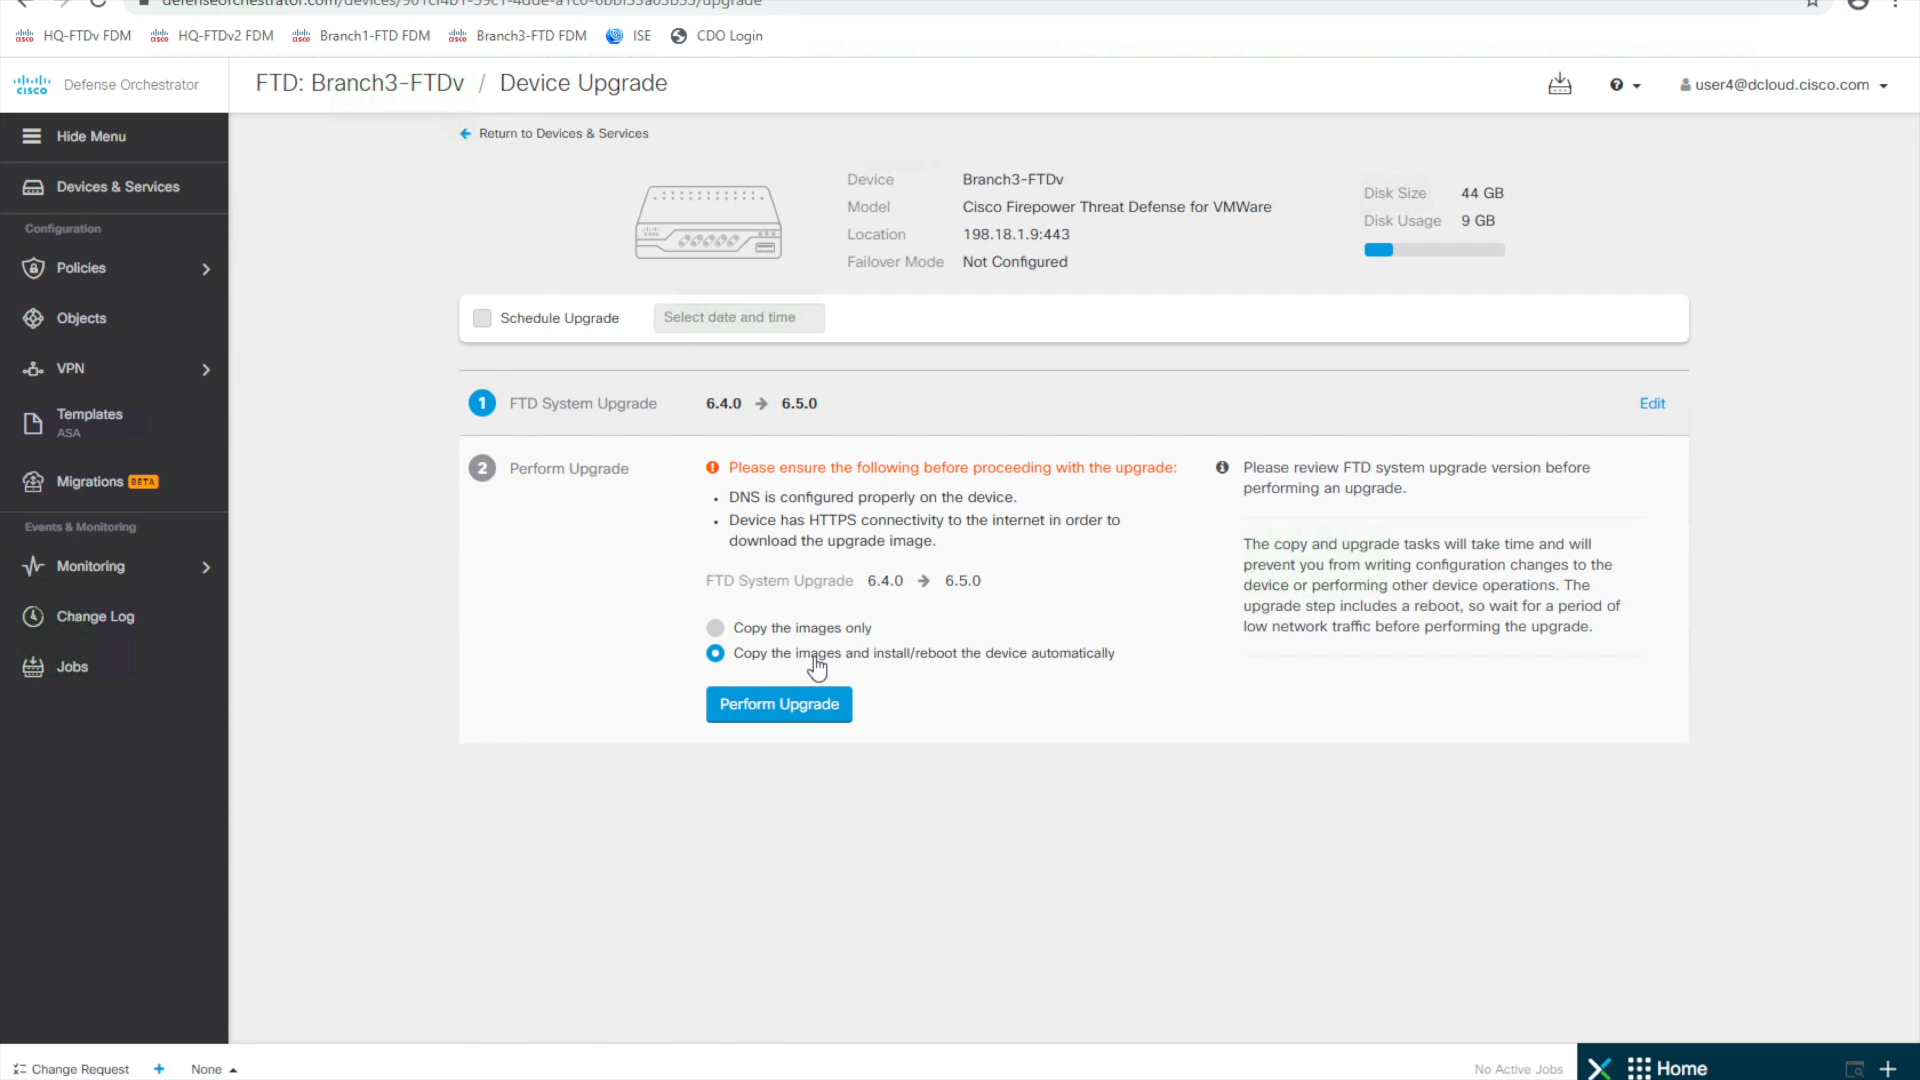 HQ-FTDv FDM HQ-FTDv2 FDM Branch1-FTD FDM Branch3-FTD FDM ISE CDO Login
cisco Defense Orchestrator FTD: Branch3-FTDv / Device Upgrade user4@dcloud.cisco.com
Hide Menu
Devices & Services
Configuration
Policies
Objects
VPN
Templates
ASA
Migrations BETA
Events & Monitoring
Monitoring
Change Log
Jobs
Return to Devices & Services
Device Branch3-FTDv
Model Cisco Firepower Threat Defense for VMWare
Location 198.18.1.9:443
Failover Mode Not Configured
Disk Size 44 GB
Disk Usage 9 GB
Schedule Upgrade Select date and time
1 FTD System Upgrade 6.4.0 → 6.5.0 Edit
2 Perform Upgrade
Please ensure the following before proceeding with the upgrade:
• DNS is configured properly on the device.
• Device has HTTPS connectivity to the internet in order to
download the upgrade image.
FTD System Upgrade 6.4.0 → 6.5.0
Copy the images only
Copy the images and install/reboot the device automatically
Perform Upgrade
Please review FTD system upgrade version before
performing an upgrade.
The copy and upgrade tasks will take time and will
prevent you from writing configuration changes to the
device or performing other device operations. The
upgrade step includes a reboot, so wait for a period of
low network traffic before performing the upgrade.
Change Request + None No Active Jobs Home